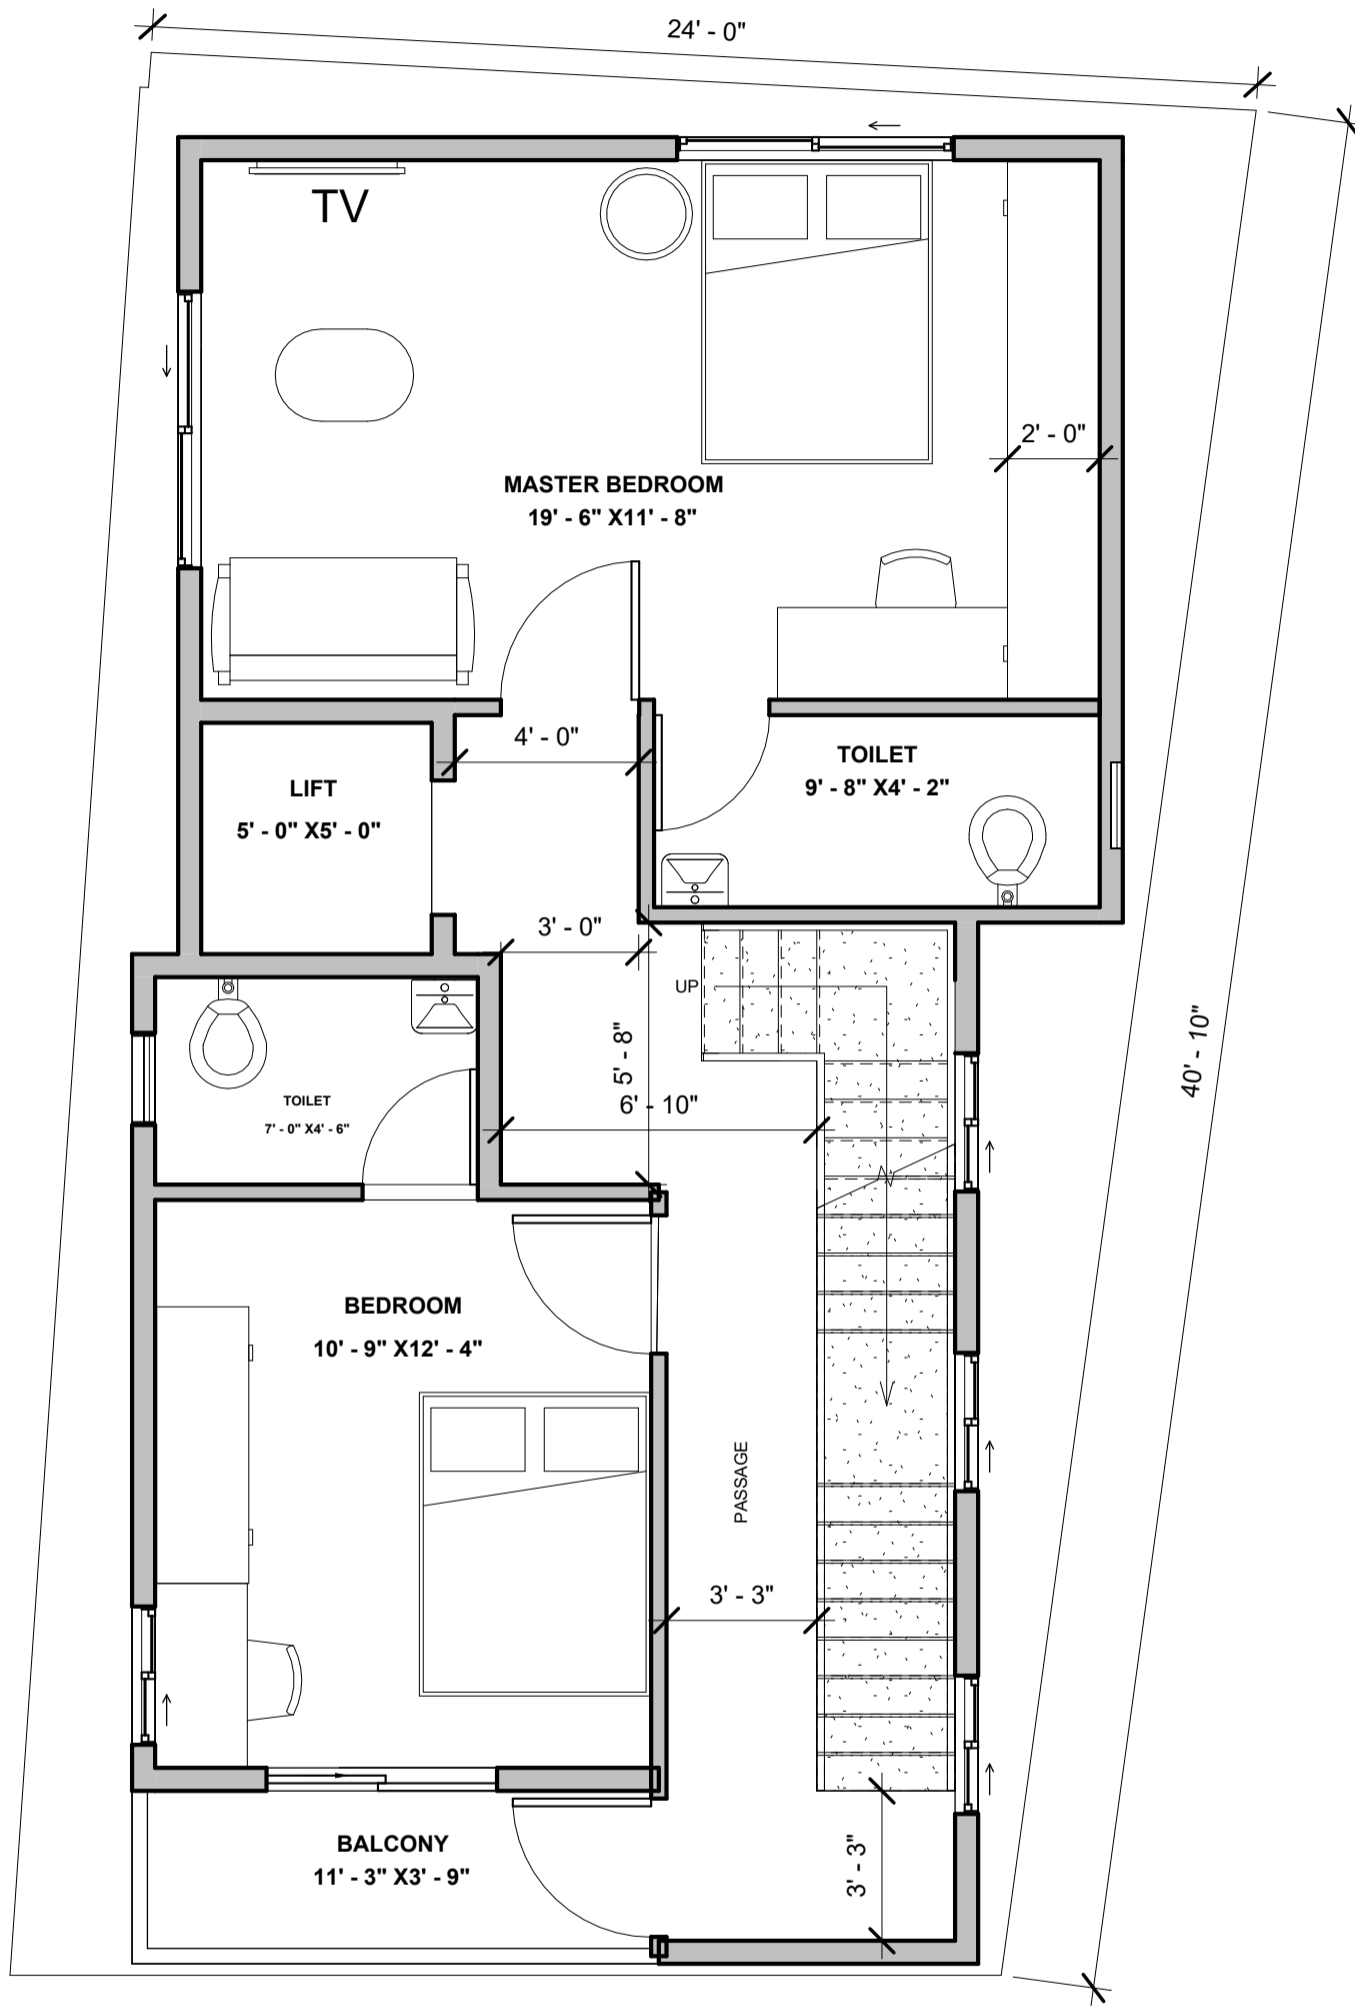 24' - 0"
TV
2' - 0"
MASTER BEDROOM
19' - 6" X11' - 8"
4' - 0"
TOILET
9' - 8" X4' - 2"
LIFT
5' - 0" X5' - 0"
3' - 0"
UP
5' - 8"
6' - 10"
40' - 10"
TOILET
7' - 0" X4' - 6"
BEDROOM
10' - 9" X12' - 4"
PASSAGE
3' - 3"
BALCONY
11' - 3" X3' - 9"
3' - 3"